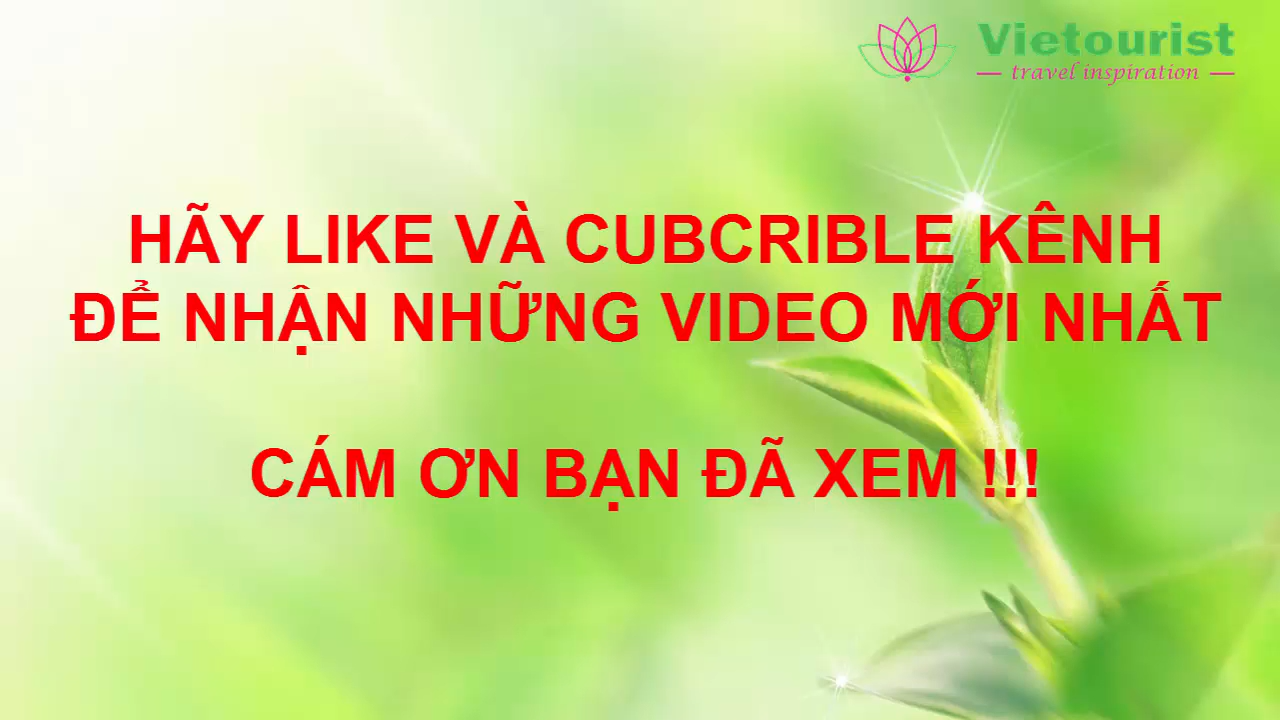 Vietourist
travel inspiration
HÃY LIKE VÀ CUBCRIBLE KÊNH
ĐỂ NHẬN NHỮNG VIDEO MỚI NHẤT
CÁM ƠN BẠN ĐÃ XEM !!!